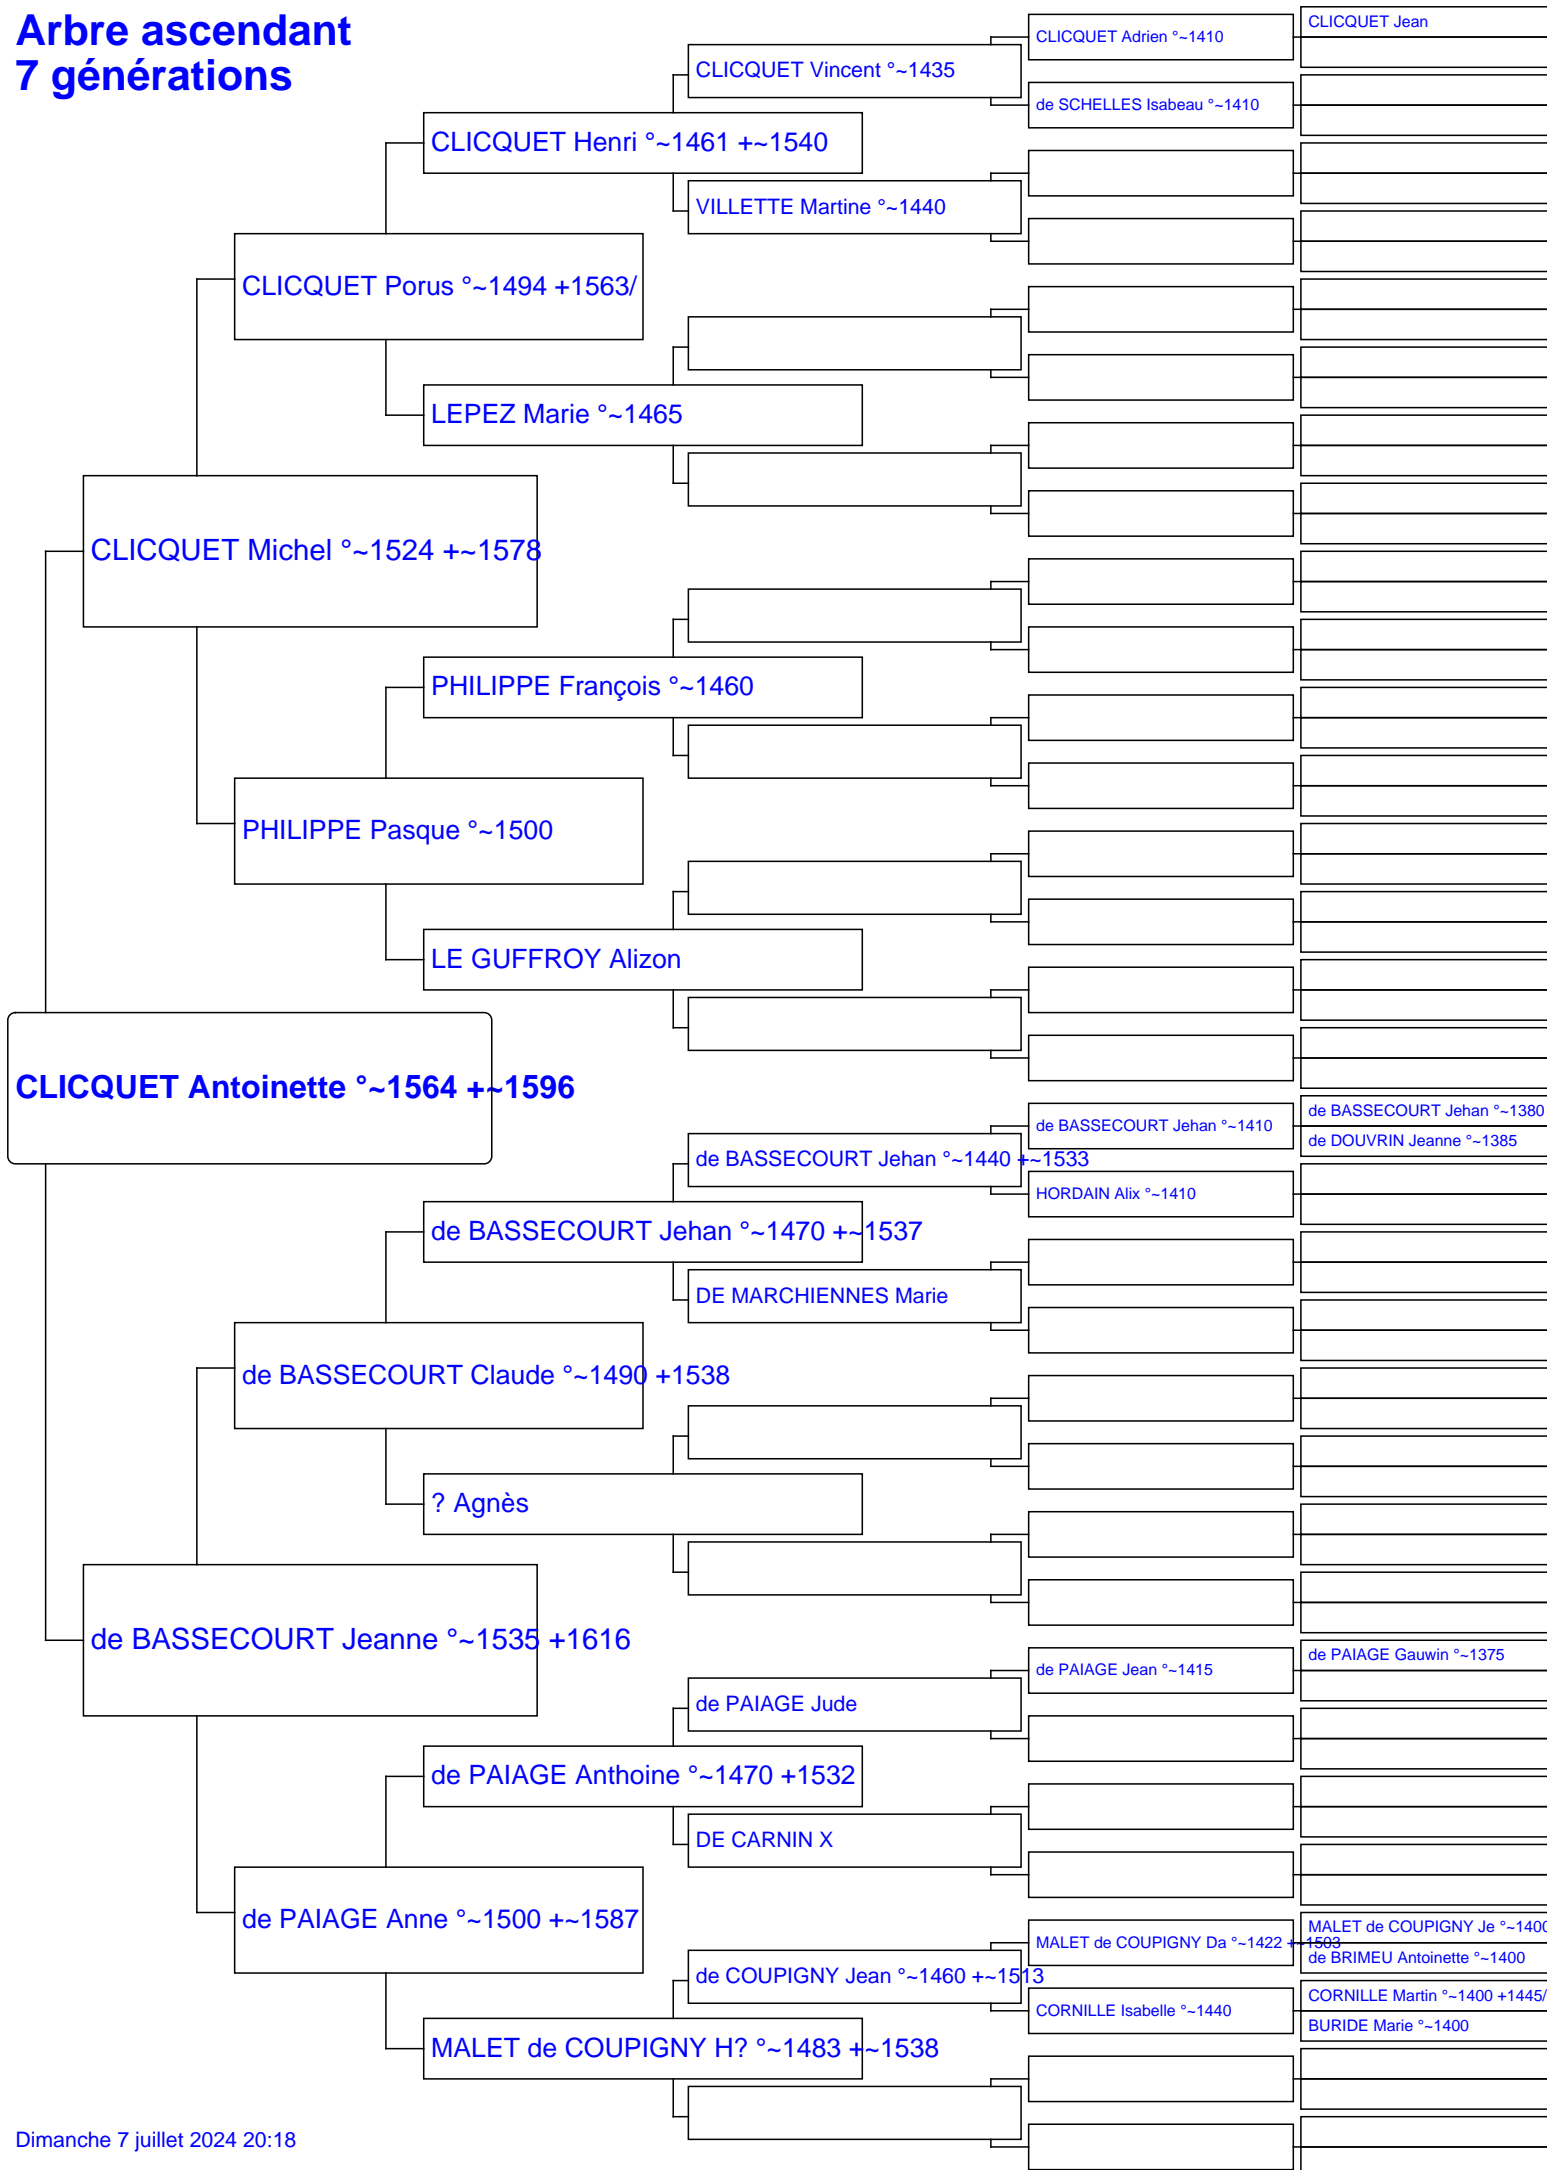 Arbre ascendant
7 générations
CLICQUET Jean
CLICQUET Adrien °~1410
CLICQUET Vincent °~1435
de SCHELLES Isabeau °~1410
CLICQUET Henri °~1461 +~1540
VILLETTE Martine °~1440
CLICQUET Porus °~1494 +1563/
LEPEZ Marie °~1465
CLICQUET Michel °~1524 +~1578
PHILIPPE François °~1460
PHILIPPE Pasque °~1500
LE GUFFROY Alizon
CLICQUET Antoinette °~1564 +~1596
de BASSECOURT Jehan °~1380
de BASSECOURT Jehan °~1410
de DOUVRIN Jeanne °~1385
de BASSECOURT Jehan °~1440 +~1533
HORDAIN Alix °~1410
de BASSECOURT Jehan °~1470 +~1537
DE MARCHIENNES Marie
de BASSECOURT Claude °~1490 +1538
? Agnès
de BASSECOURT Jeanne °~1535 +1616
de PAIAGE Gauwin °~1375
de PAIAGE Jean °~1415
de PAIAGE Jude
de PAIAGE Anthoine °~1470 +1532
DE CARNIN X
de PAIAGE Anne °~1500 +~1587
MALET de COUPIGNY Je °~1400
MALET de COUPIGNY Da °~1422 +~1503
de BRIMEU Antoinette °~1400
de COUPIGNY Jean °~1460 +~1513
CORNILLE Martin °~1400 +1445/
CORNILLE Isabelle °~1440
BURIDE Marie °~1400
MALET de COUPIGNY H? °~1483 +~1538
Dimanche 7 juillet 2024 20:18